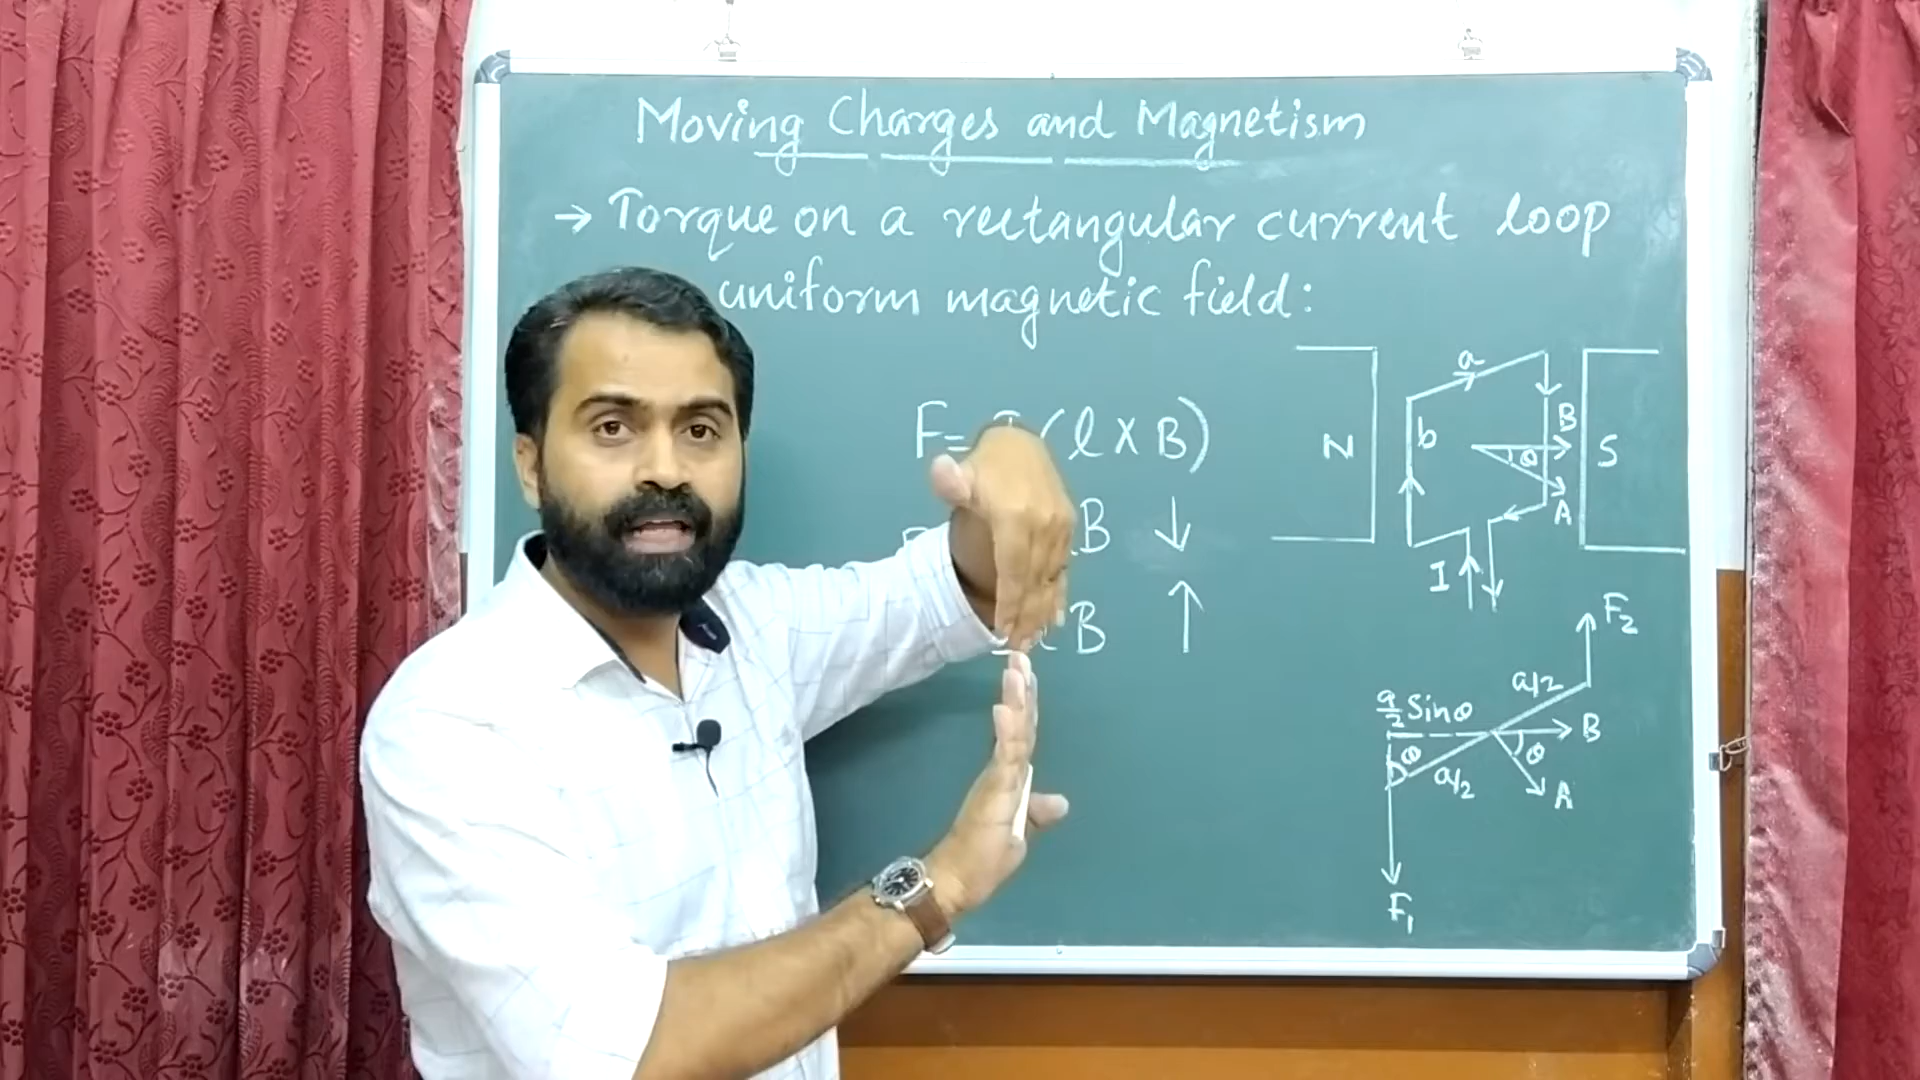 Moving Charges and Magnetism
→ Torque on a rectangular current loop
uniform magnetic field:
F= (l X B)
B ↓
B ↑
N
a
b
B
θ
A
S
I
F₂
a/2
a/2 Sinθ
B
θ
θ
a/2
A
F₁